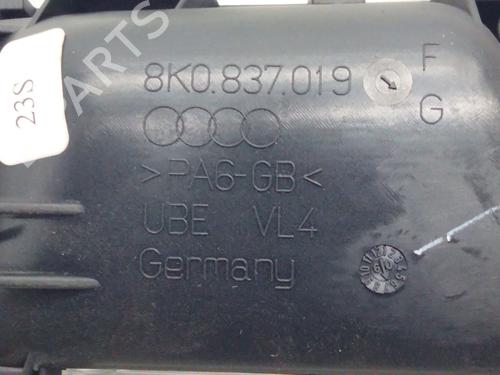 8K0.837.019
F
G
23S
PARTS
>PA6-GB<
UBE VL4
Germany